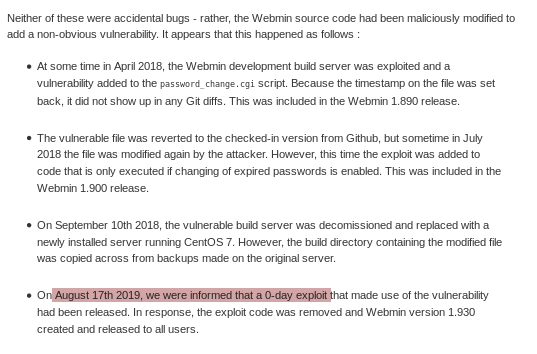 Neither of these were accidental bugs - rather, the Webmin source code had been maliciously modified to
add a non-obvious vulnerability. It appears that this happened as follows :
• At some time in April 2018, the Webmin development build server was exploited and a
vulnerability added to the password_change.cgi script. Because the timestamp on the file was set
back, it did not show up in any Git diffs. This was included in the Webmin 1.890 release.
• The vulnerable file was reverted to the checked-in version from Github, but sometime in July
2018 the file was modified again by the attacker. However, this time the exploit was added to
code that is only executed if changing of expired passwords is enabled. This was included in the
Webmin 1.900 release.
• On September 10th 2018, the vulnerable build server was decomissioned and replaced with a
newly installed server running CentOS 7. However, the build directory containing the modified file
was copied across from backups made on the original server.
• On August 17th 2019, we were informed that a 0-day exploit that made use of the vulnerability
had been released. In response, the exploit code was removed and Webmin version 1.930
created and released to all users.